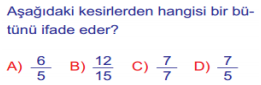 Aşağıdaki kesirlerden hangisi bir bü-
tünü ifade eder?
A) 6/5 B) 12/15 C) 7/7 D) 7/5